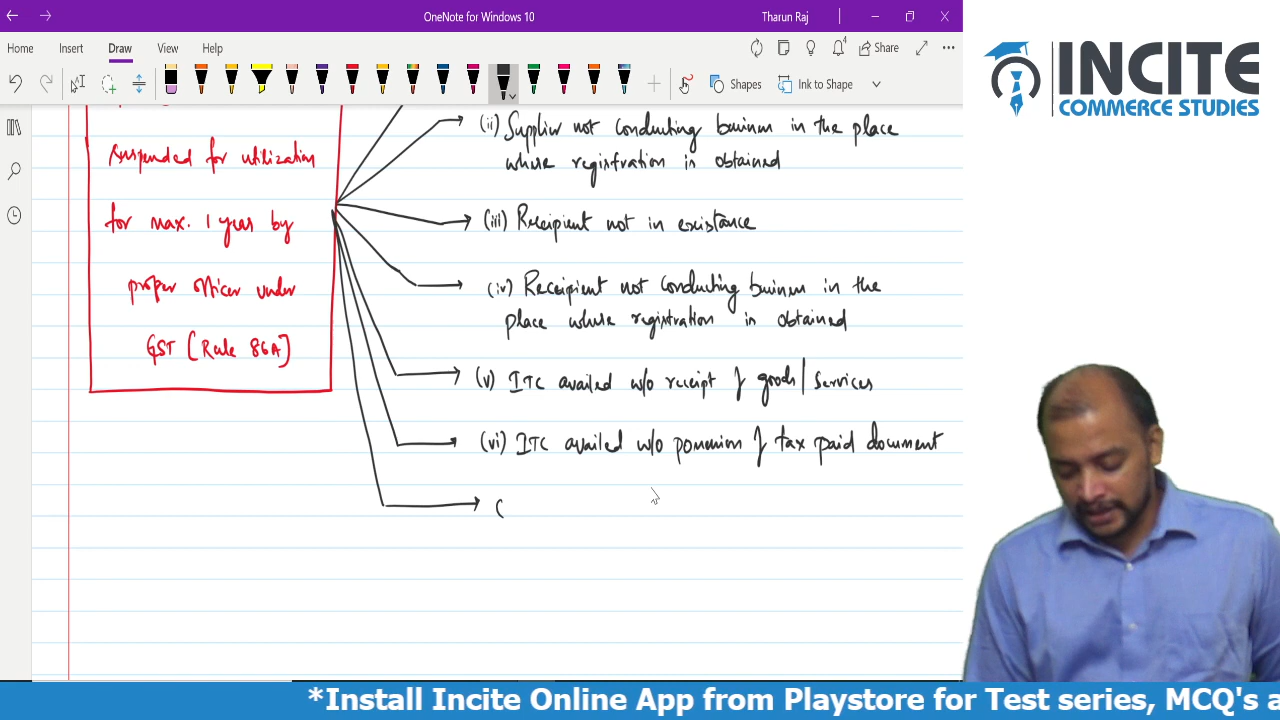 OneNote for Windows 10
Tharun Raj
Home Insert Draw View Help
Share
Shapes
Ink to Shape
INCITE
COMMERCE STUDIES
suspended for utilization
for max. 1 year by
proper officer under
GST [Rule 86A]
(ii) Supplier not conducting business in the place
where registration is obtained
(iii) Recipient not in existance
(iv) Receipient not conducting business in the
place where registration is obtained
(v) ITC availed w/o receipt of goods/services
(vi) ITC availed w/o possession of tax paid document
(
*Install Incite Online App from Playstore for Test series, MCQ's a